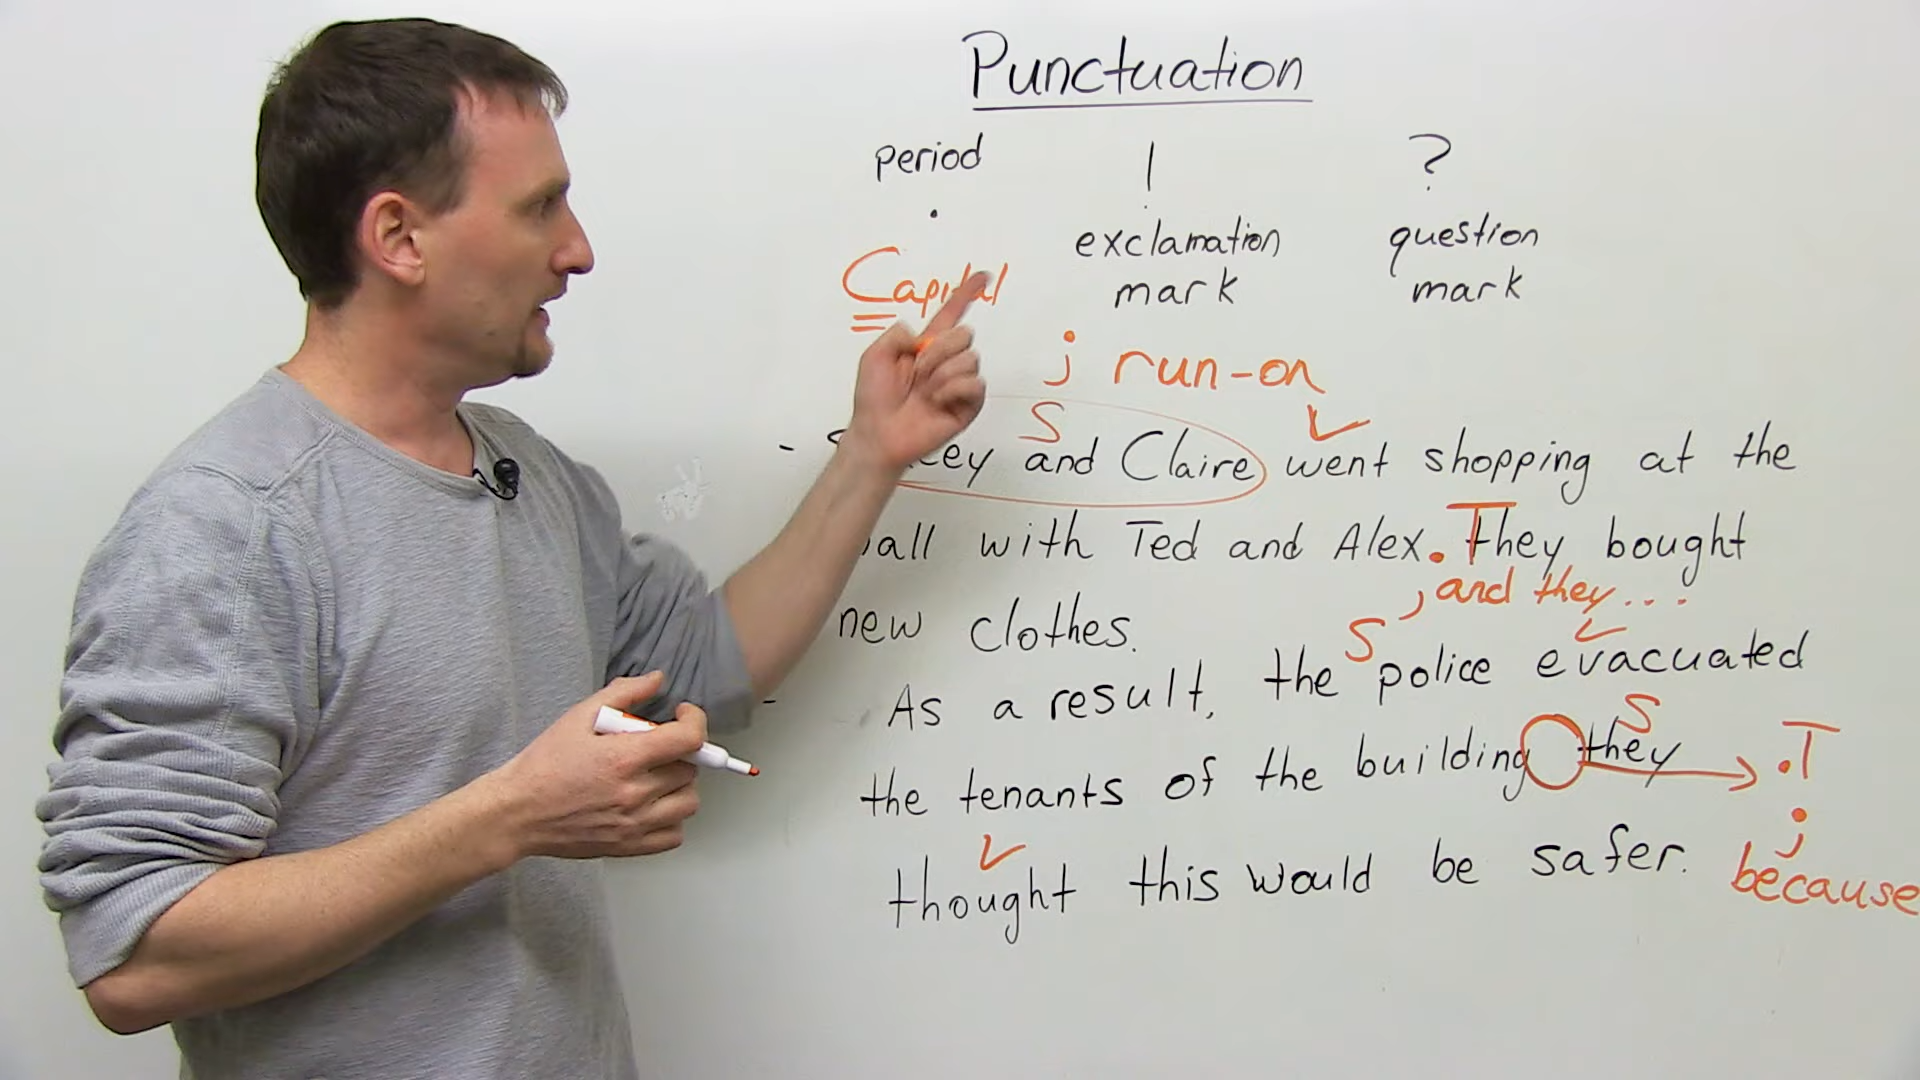 Punctuation
period ! ?
.
exclamation mark
question mark
Capital
; run-on
S V
- and Claire went shopping at the
with Ted and Alex. They bought
, and they...
new clothes.
S V
- As a result, the police evacuated
S
the tenants of the building they .T
;
V
thought this would be safer. because